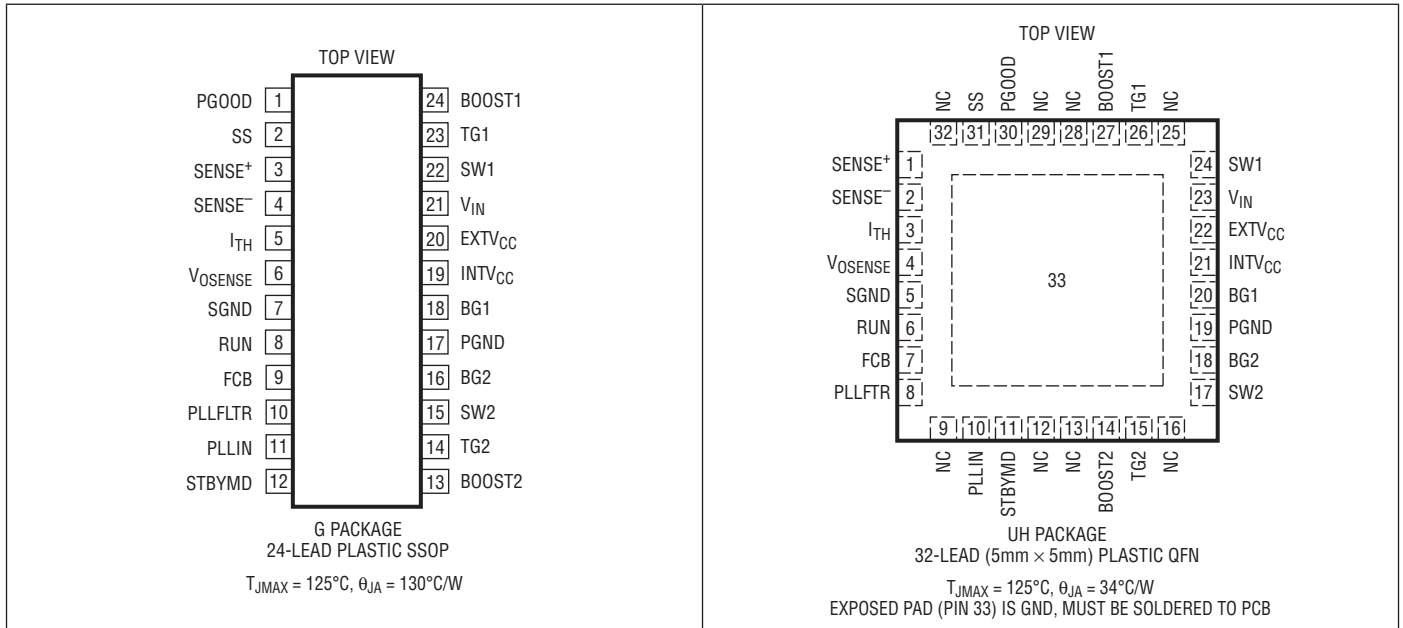 TOP VIEW
PGOOD 1
SS 2
SENSE+ 3
SENSE– 4
ITH 5
VOSENSE 6
SGND 7
RUN 8
FCB 9
PLLFLTR 10
PLLIN 11
STBYMD 12
24 BOOST1
23 TG1
22 SW1
21 VIN
20 EXTVCC
19 INTVCC
18 BG1
17 PGND
16 BG2
15 SW2
14 TG2
13 BOOST2
G PACKAGE
24-LEAD PLASTIC SSOP
TJMAX = 125°C, θJA = 130°C/W
TOP VIEW
NC SS PGOOD NC NC BOOST1 TG1 NC
32 31 30 29 28 27 26 25
SENSE+ 1
SENSE– 2
ITH 3
VOSENSE 4
SGND 5
RUN 6
FCB 7
PLLFTR 8
33
24 SW1
23 VIN
22 EXTVCC
21 INTVCC
20 BG1
19 PGND
18 BG2
17 SW2
9 10 11 12 13 14 15 16
NC PLLIN STBYMD NC NC BOOST2 TG2 NC
UH PACKAGE
32-LEAD (5mm × 5mm) PLASTIC QFN
TJMAX = 125°C, θJA = 34°C/W
EXPOSED PAD (PIN 33) IS GND, MUST BE SOLDERED TO PCB